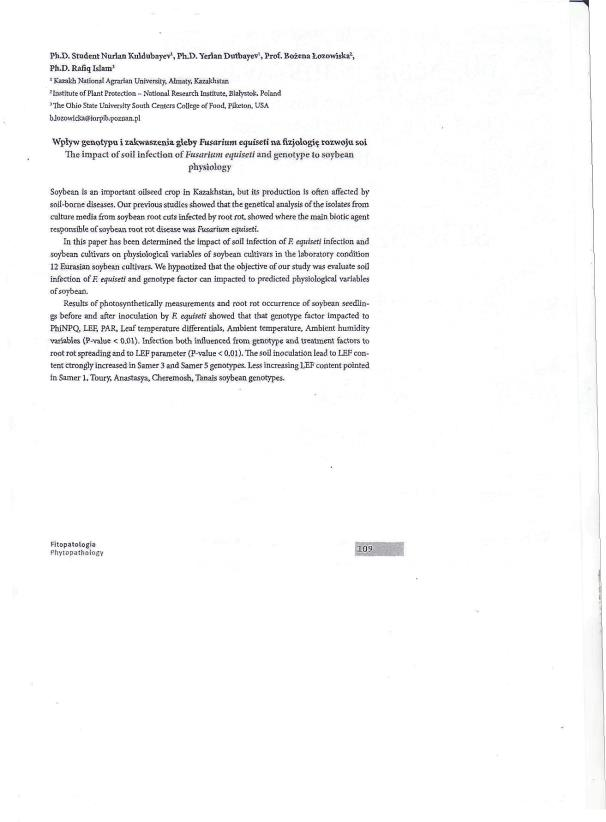 Ph.D. Student Nurlan Kuldubayev¹, Ph.D. Yerlan Dutbayev¹, Prof. Bożena Łozowiska²,
Ph.D. Rafiq Islam³
¹ Kazakh National Agrarian University, Almaty, Kazakhstan
² Institute of Plant Protection – National Research Institute, Białystok, Poland
³ The Ohio State University South Centers College of Food, Piketon, USA
b.lozowicka@iorpib.poznan.pl
Wpływ genotypu i zakwaszenia gleby Fusarium equiseti na fizjologię rozwoju soi
The impact of soil infection of Fusarium equiseti and genotype to soybean
physiology
Soybean is an important oilseed crop in Kazakhstan, but its production is often affected by
soil-borne diseases. Our previous studies showed that the genetical analysis of the isolates from
culture media from soybean root cuts infected by root rot, showed where the main biotic agent
responsible of soybean root rot disease was Fusarium equiseti.
In this paper has been determined the impact of soil infection of F. equiseti infection and
soybean cultivars on physiological variables of soybean cultivars in the laboratory condition
12 Eurasian soybean cultivars. We hypnotized that the objective of our study was evaluate soil
infection of F. equiseti and genotype factor can impacted to predicted physiological variables
of soybean.
Results of photosynthetically measurements and root rot occurrence of soybean seedlin-
gs before and after inoculation by F. equiseti showed that that genotype factor impacted to
PhiNPQ, LEF, PAR, Leaf temperature differentials, Ambient temperature, Ambient humidity
variables (P-value < 0,01). Infection both influenced from genotype and treatment factors to
root rot spreading and to LEF parameter (P-value < 0,01). The soil inoculation lead to LEF con-
tent ctrongly increased in Samer 3 and Samer 5 genotypes. Less increasing LEF content pointed
in Samer 1, Toury, Anastasya, Cheremosh, Tanais soybean genotypes.
Fitopatologia
Phytopathology
109